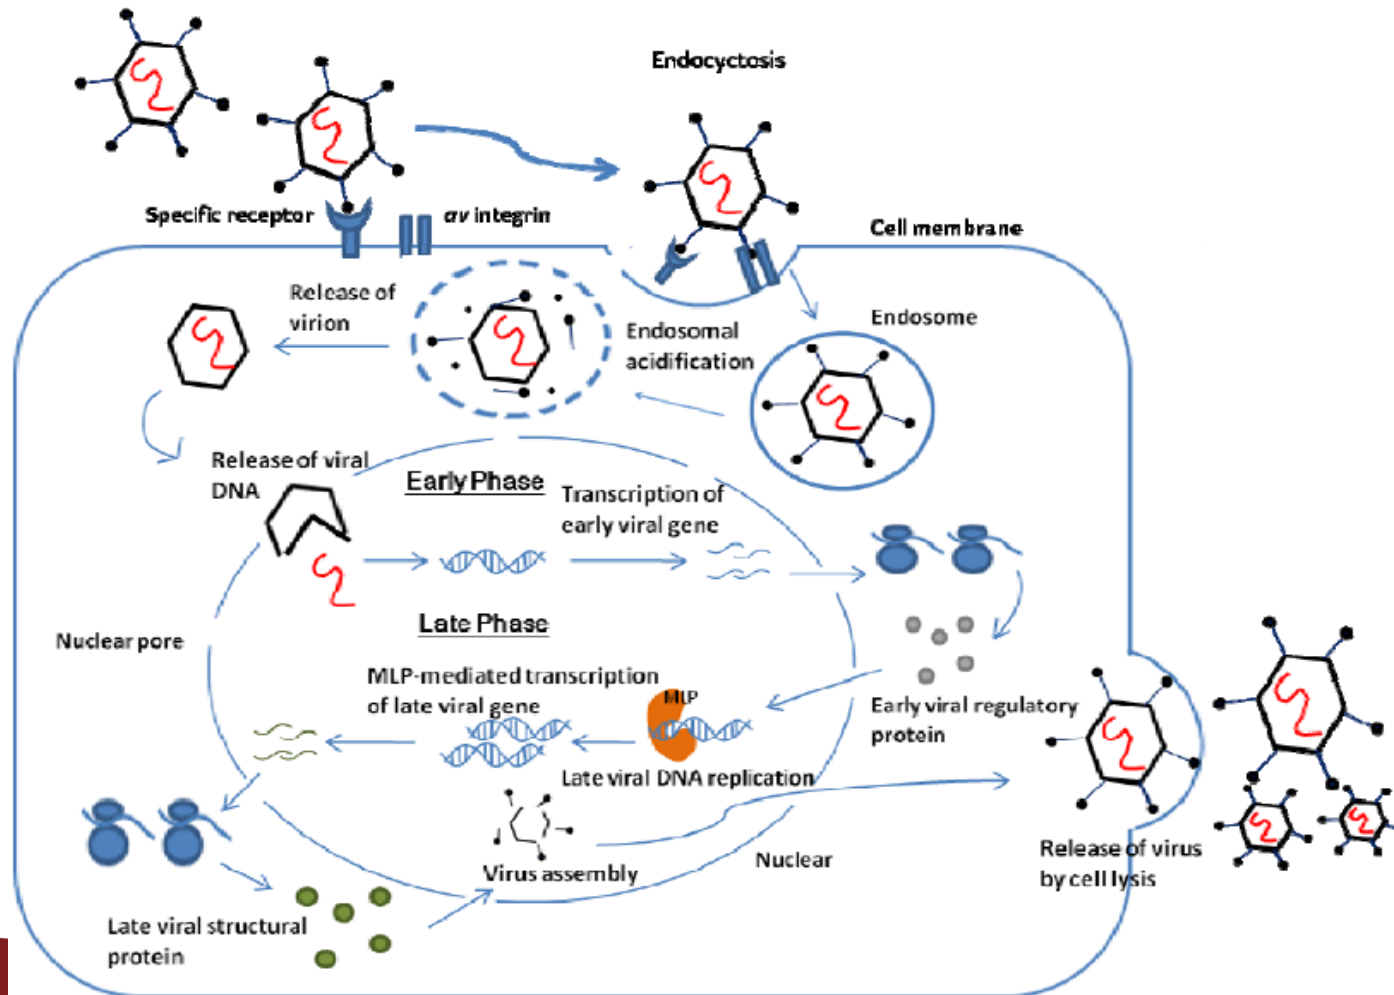 Endocyctosis
Specific receptor
αv integrin
Cell membrane
Release of
virion
Endosomal
acidification
Endosome
Release of viral
DNA
Early Phase
Transcription of
early viral gene
Nuclear pore
Late Phase
MLP-mediated transcription
of late viral gene
MLP
Early viral regulatory
protein
Late viral DNA replication
Virus assembly
Nuclear
Release of virus
by cell lysis
Late viral structural
protein